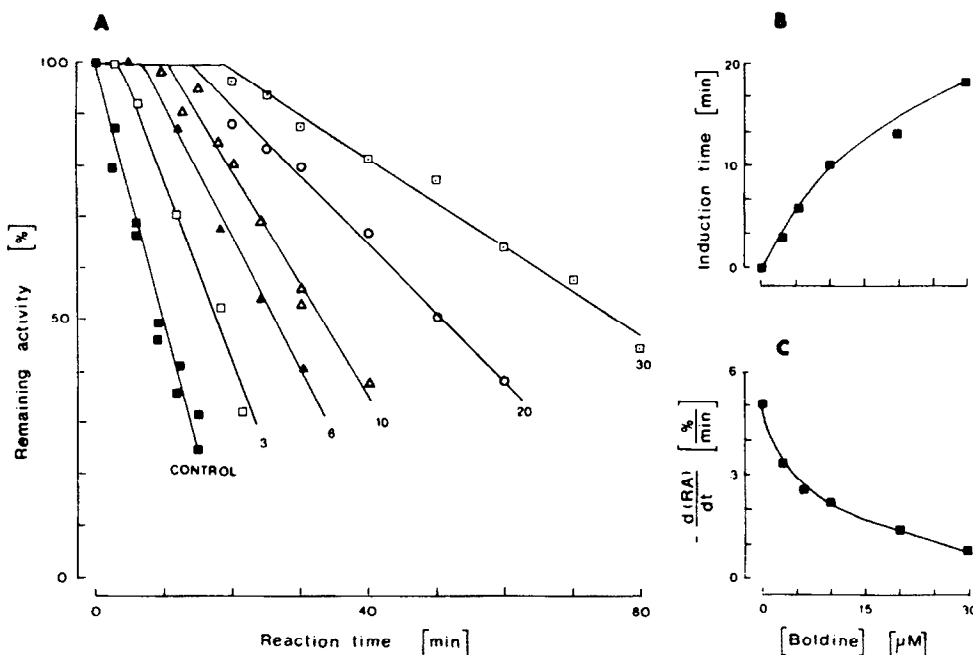 A
Remaining activity [%]
100
50
0
CONTROL
3
6
10
20
30
0
40
80
Reaction time [min]
B
Induction time [min]
20
10
0
C
- d(RA)/dt [%/min]
6
3
0
0
15
30
[Boldine] [μM]